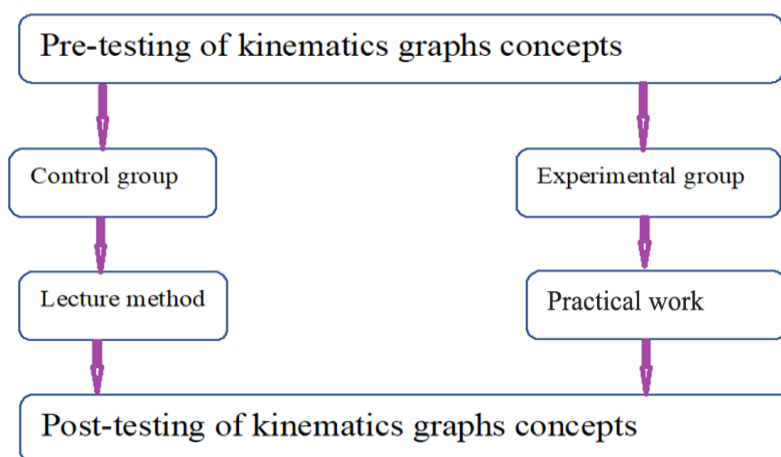 Pre-testing of kinematics graphs concepts
Control group
Experimental group
Lecture method
Practical work
Post-testing of kinematics graphs concepts